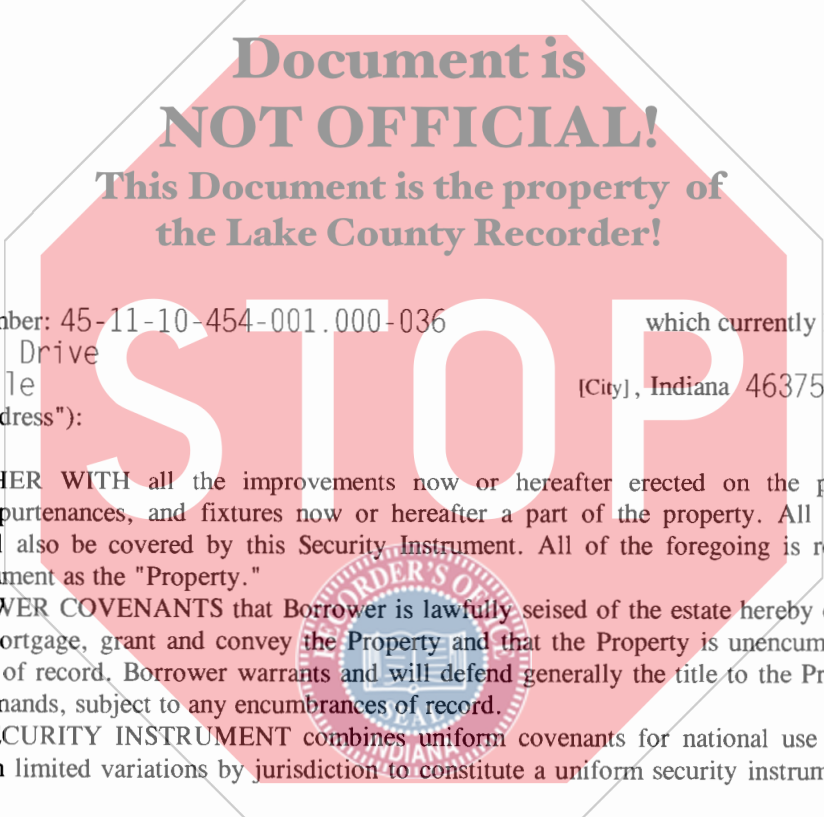 Document is
NOT OFFICIAL!
This Document is the property of
the Lake County Recorder!
STOP
nber: 45-11-10-454-001.000-036 which currently
Drive
le [City], Indiana 46375
dress"):
HER WITH all the improvements now or hereafter erected on the p
purtenances, and fixtures now or hereafter a part of the property. All
l also be covered by this Security Instrument. All of the foregoing is r
ment as the "Property."
WER COVENANTS that Borrower is lawfully seised of the estate hereby
ortgage, grant and convey the Property and that the Property is unencum
of record. Borrower warrants and will defend generally the title to the Pr
nands, subject to any encumbrances of record.
CURITY INSTRUMENT combines uniform covenants for national use
n limited variations by jurisdiction to constitute a uniform security instrum
RECORDER'S OFFICE
SEAL
INDIANA